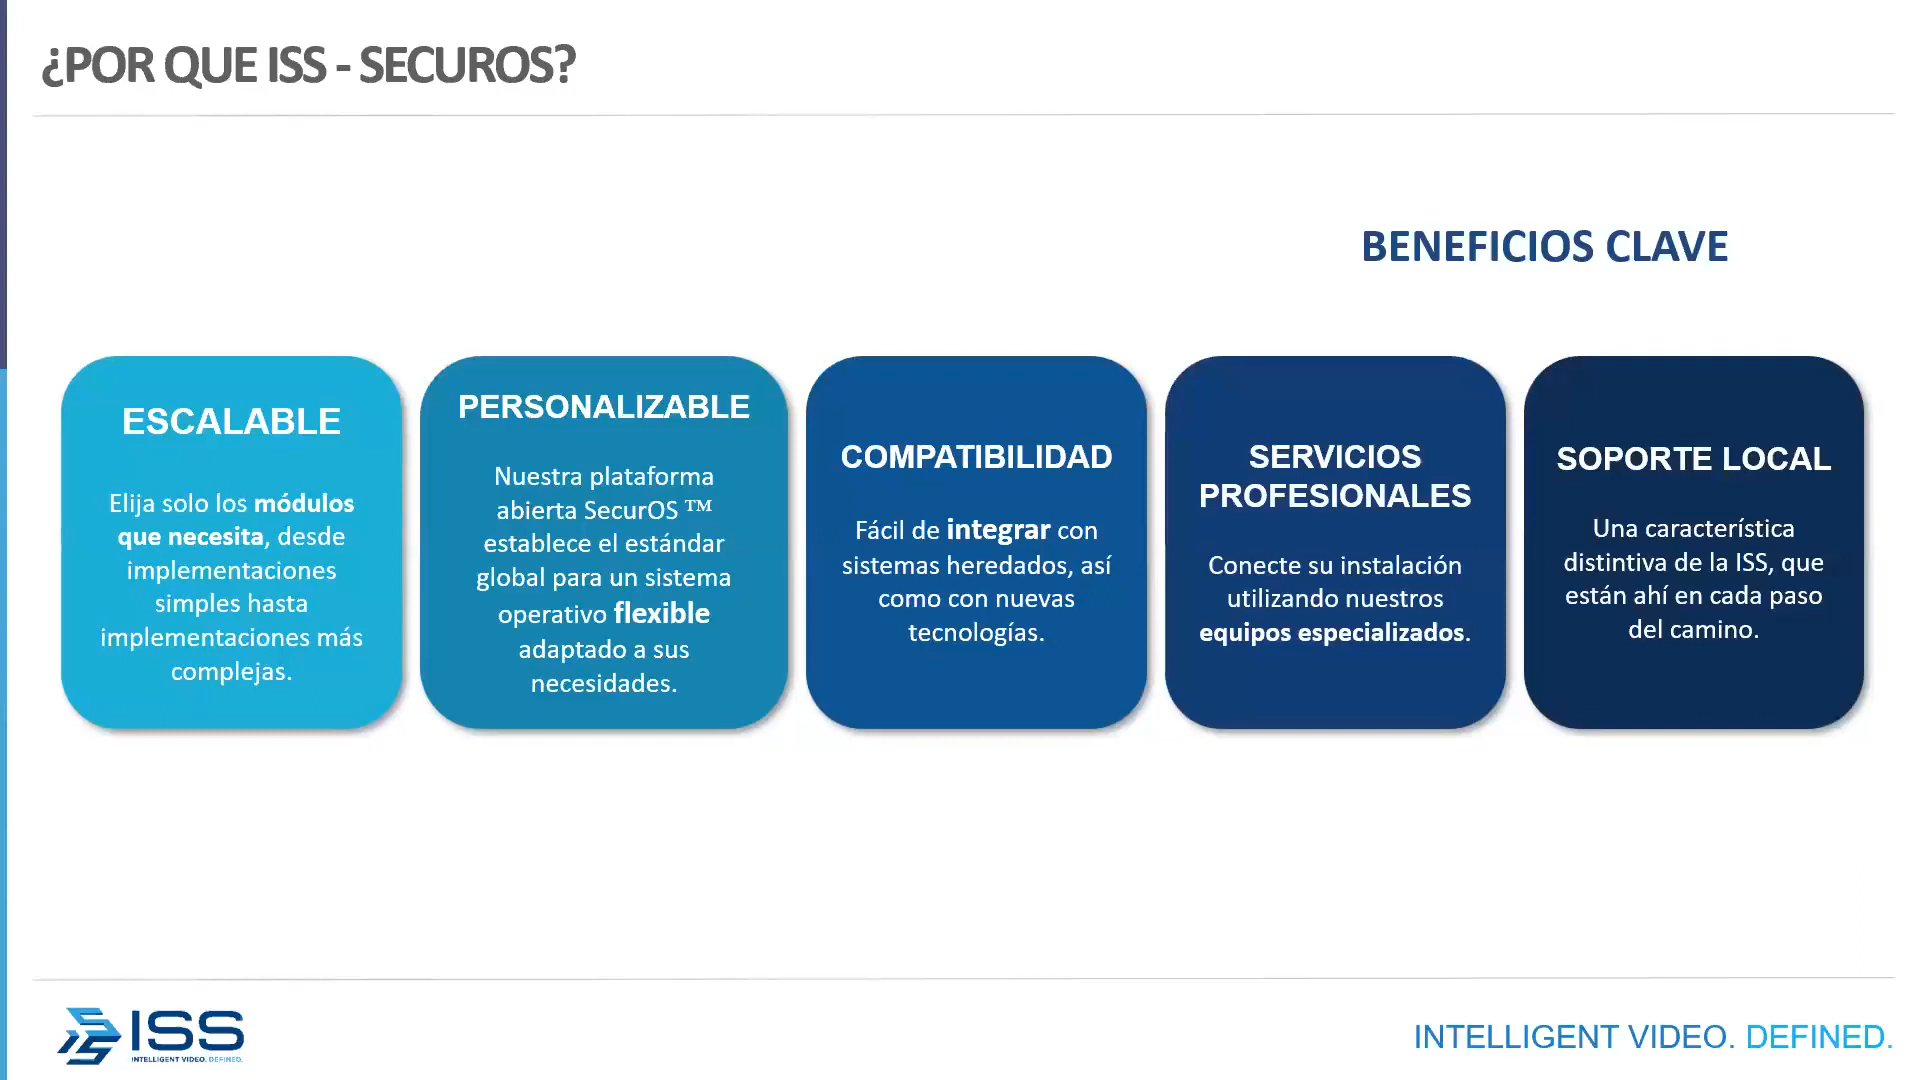 ¿POR QUE ISS - SECUROS?
BENEFICIOS CLAVE
ESCALABLE
Elija solo los módulos
que necesita, desde
implementaciones
simples hasta
implementaciones más
complejas.
PERSONALIZABLE
Nuestra plataforma
abierta SecurOS ™
establece el estándar
global para un sistema
operativo flexible
adaptado a sus
necesidades.
COMPATIBILIDAD
Fácil de integrar con
sistemas heredados, así
como con nuevas
tecnologías.
SERVICIOS
PROFESIONALES
Conecte su instalación
utilizando nuestros
equipos especializados.
SOPORTE LOCAL
Una característica
distintiva de la ISS, que
están ahí en cada paso
del camino.
ISS
INTELLIGENT VIDEO. DEFINED.
INTELLIGENT VIDEO. DEFINED.